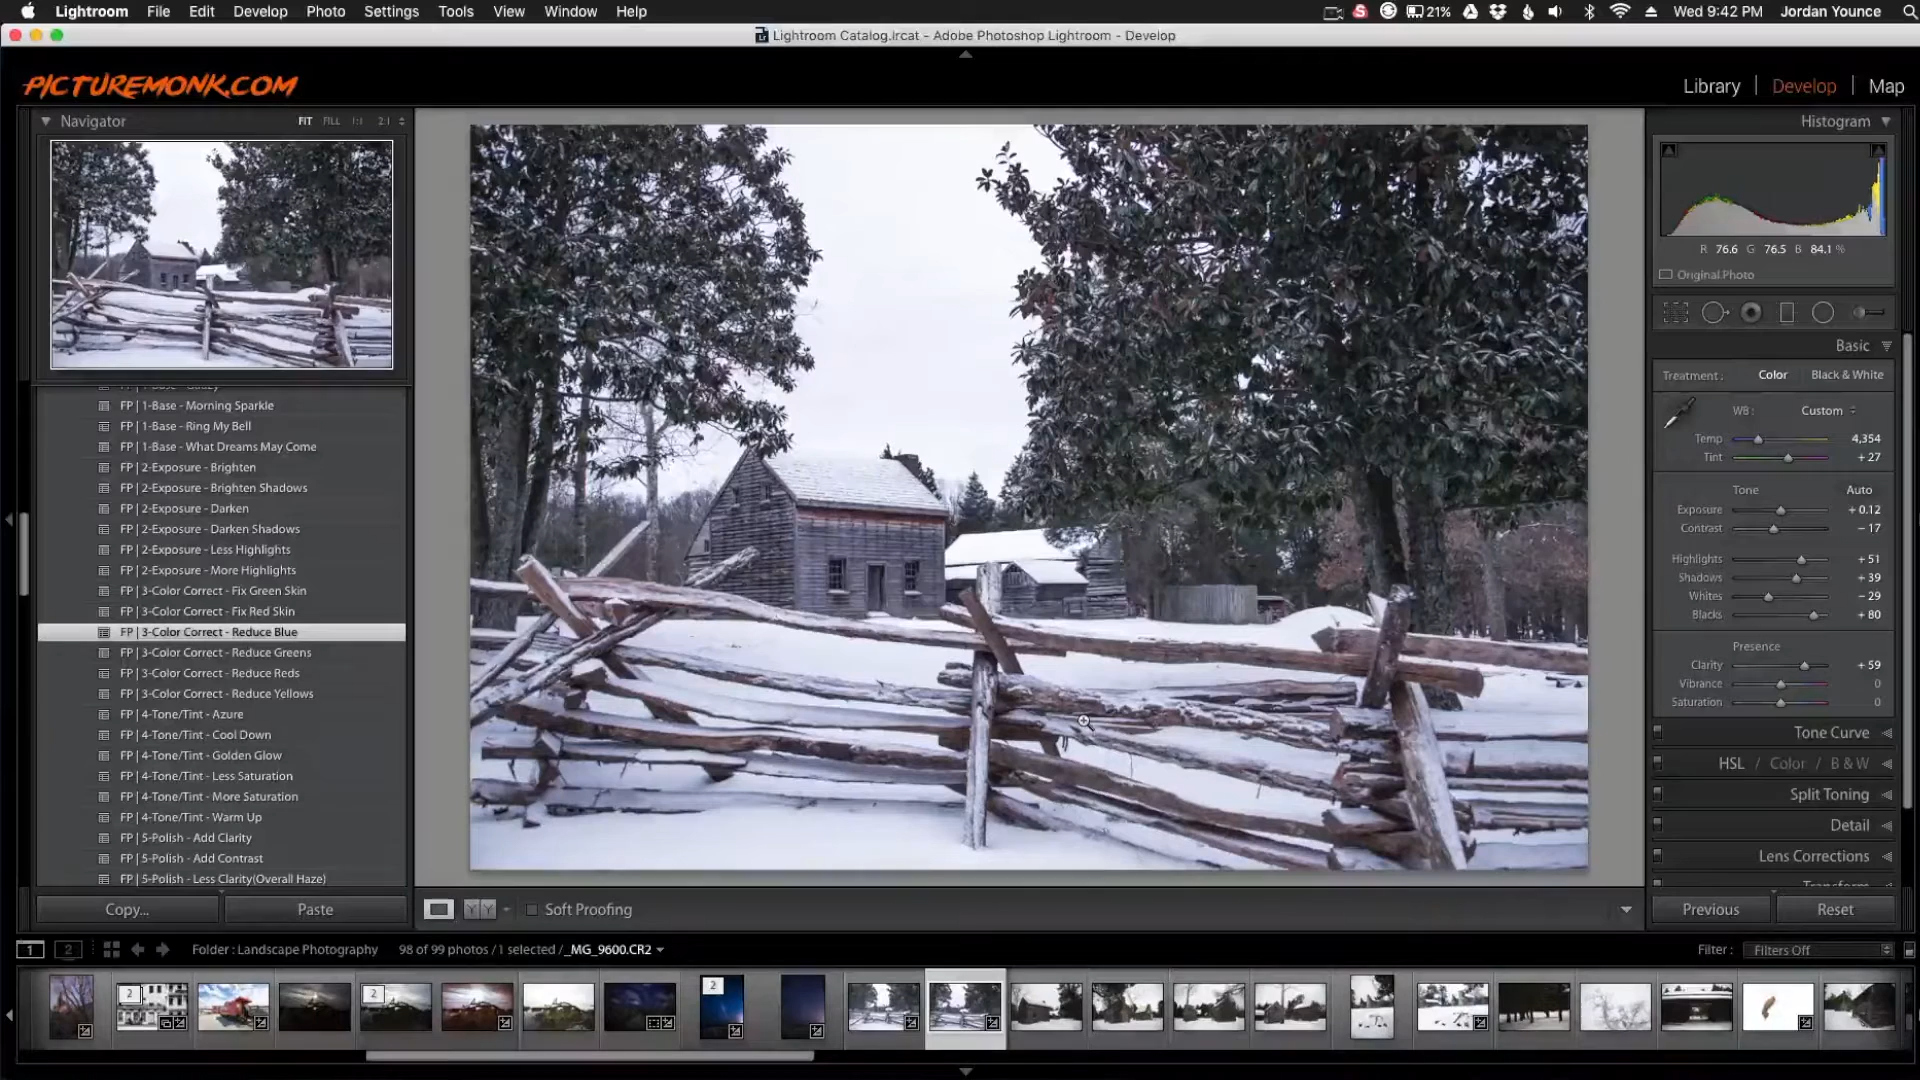 Lightroom File Edit Develop Photo Settings Tools View Window Help 21% Wed 9:42 PM Jordan Younce
Lightroom Catalog.lrcat - Adobe Photoshop Lightroom - Develop
PICTUREMONK.COM
Library | Develop | Map
Navigator FIT FILL 1:1 2:1
Histogram
R 76.6 G 76.5 B 84.1 %
Original Photo
Basic
Treatment : Color Black & White
WB : Custom
Temp 4,354
Tint + 27
Tone Auto
Exposure + 0.12
Contrast − 17
Highlights + 51
Shadows + 39
Whites − 29
Blacks + 80
Presence
Clarity + 59
Vibrance 0
Saturation 0
Tone Curve
HSL / Color / B & W
Split Toning
Detail
Lens Corrections
Transform
Previous Reset
FP | 1-Base - Morning Sparkle
FP | 1-Base - Ring My Bell
FP | 1-Base - What Dreams May Come
FP | 2-Exposure - Brighten
FP | 2-Exposure - Brighten Shadows
FP | 2-Exposure - Darken
FP | 2-Exposure - Darken Shadows
FP | 2-Exposure - Less Highlights
FP | 2-Exposure - More Highlights
FP | 3-Color Correct - Fix Green Skin
FP | 3-Color Correct - Fix Red Skin
FP | 3-Color Correct - Reduce Blue
FP | 3-Color Correct - Reduce Greens
FP | 3-Color Correct - Reduce Reds
FP | 3-Color Correct - Reduce Yellows
FP | 4-Tone/Tint - Azure
FP | 4-Tone/Tint - Cool Down
FP | 4-Tone/Tint - Golden Glow
FP | 4-Tone/Tint - Less Saturation
FP | 4-Tone/Tint - More Saturation
FP | 4-Tone/Tint - Warm Up
FP | 5-Polish - Add Clarity
FP | 5-Polish - Add Contrast
FP | 5-Polish - Less Clarity(Overall Haze)
Copy... Paste
Soft Proofing
1 2 Folder : Landscape Photography 98 of 99 photos / 1 selected / _MG_9600.CR2 Filter : Filters Off
2 2 2